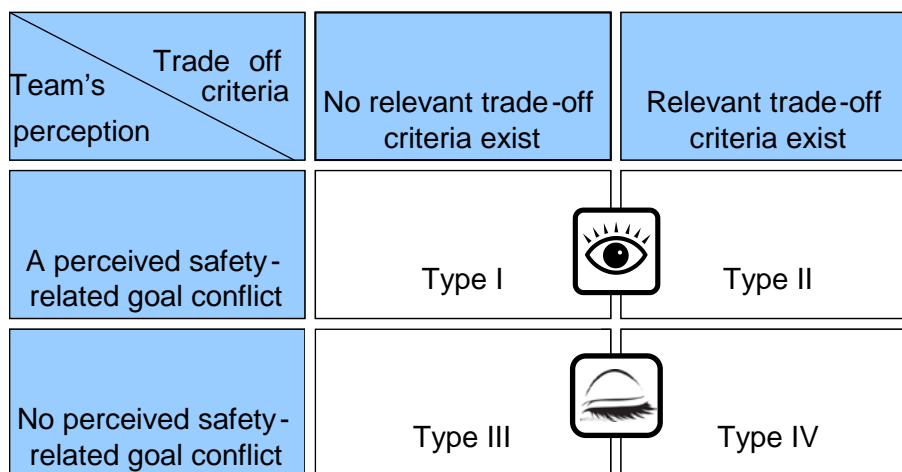 Trade off
criteria
Team's
perception
No relevant trade-off
criteria exist
Relevant trade-off
criteria exist
A perceived safety-
related goal conflict
Type I
Type II
No perceived safety-
related goal conflict
Type III
Type IV